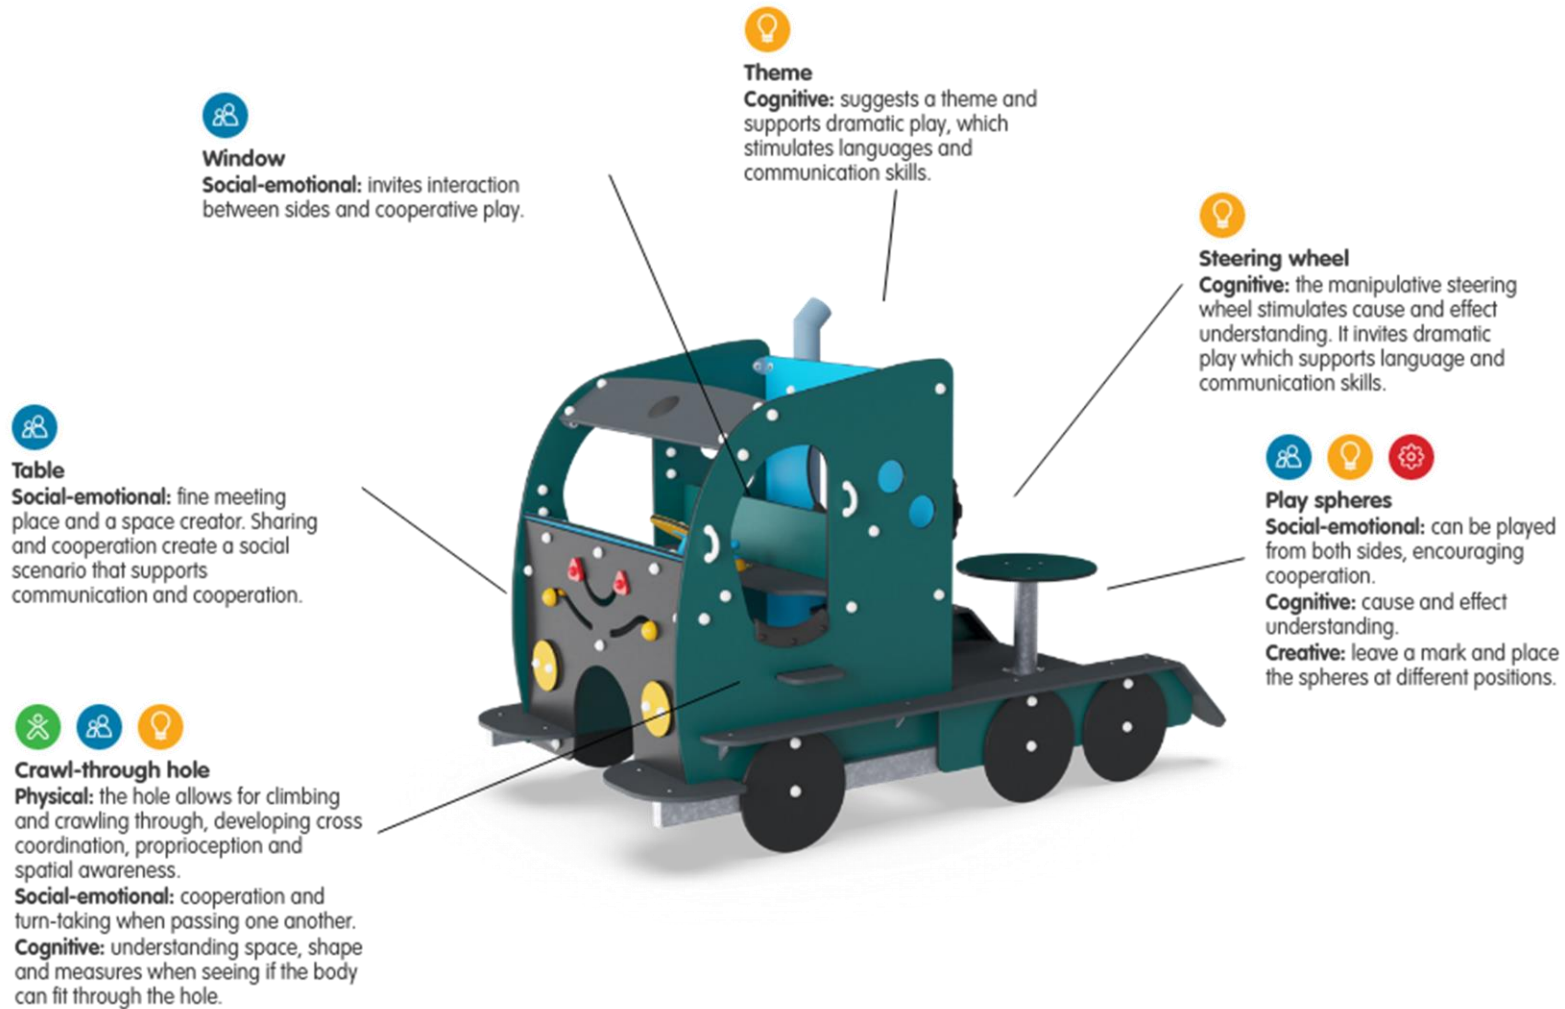 Theme
Cognitive: suggests a theme and
supports dramatic play, which
stimulates languages and
communication skills.
Window
Social-emotional: invites interaction
between sides and cooperative play.
Steering wheel
Cognitive: the manipulative steering
wheel stimulates cause and effect
understanding. It invites dramatic
play which supports language and
communication skills.
Table
Social-emotional: fine meeting
place and a space creator. Sharing
and cooperation create a social
scenario that supports
communication and cooperation.
Play spheres
Social-emotional: can be played
from both sides, encouraging
cooperation.
Cognitive: cause and effect
understanding.
Creative: leave a mark and place
the spheres at different positions.
Crawl-through hole
Physical: the hole allows for climbing
and crawling through, developing cross
coordination, proprioception and
spatial awareness.
Social-emotional: cooperation and
turn-taking when passing one another.
Cognitive: understanding space, shape
and measures when seeing if the body
can fit through the hole.